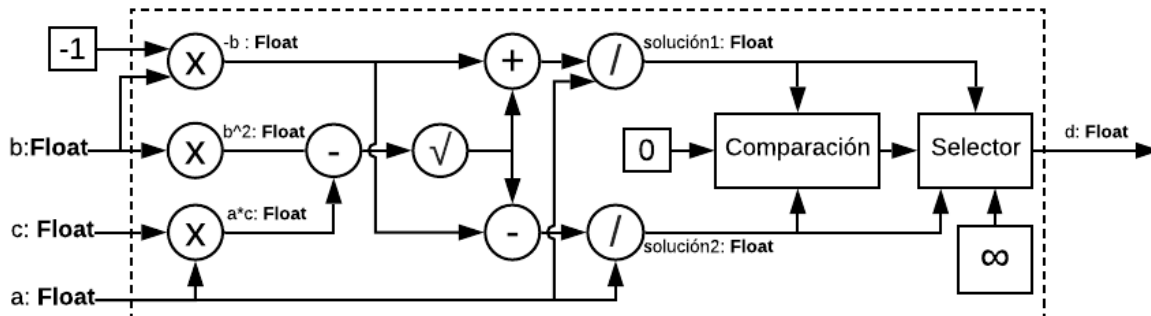 -1
x
-b : Float
+
/
solución1: Float
b:Float
x
b^2: Float
-
√
0
Comparación
Selector
d: Float
c: Float
x
a*c: Float
-
/
solución2: Float
∞
a: Float